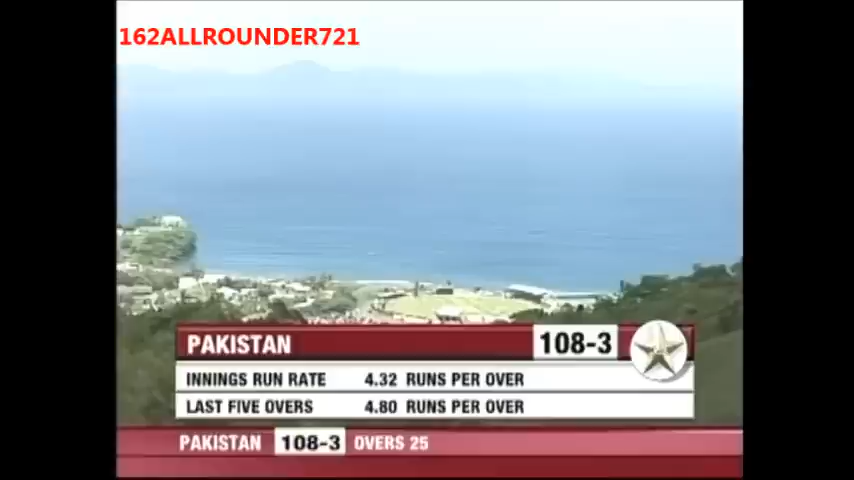 162ALLROUNDER721
PAKISTAN 108-3
INNINGS RUN RATE 4.32 RUNS PER OVER
LAST FIVE OVERS 4.80 RUNS PER OVER
PAKISTAN 108-3 OVERS 25